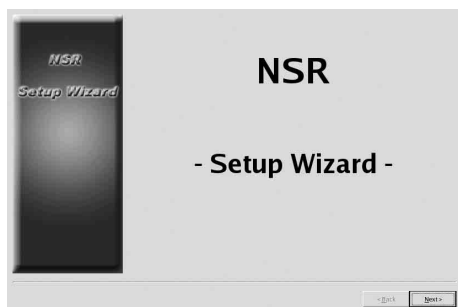 NSR
Setup Wizard
NSR
- Setup Wizard -
< Back
Next >